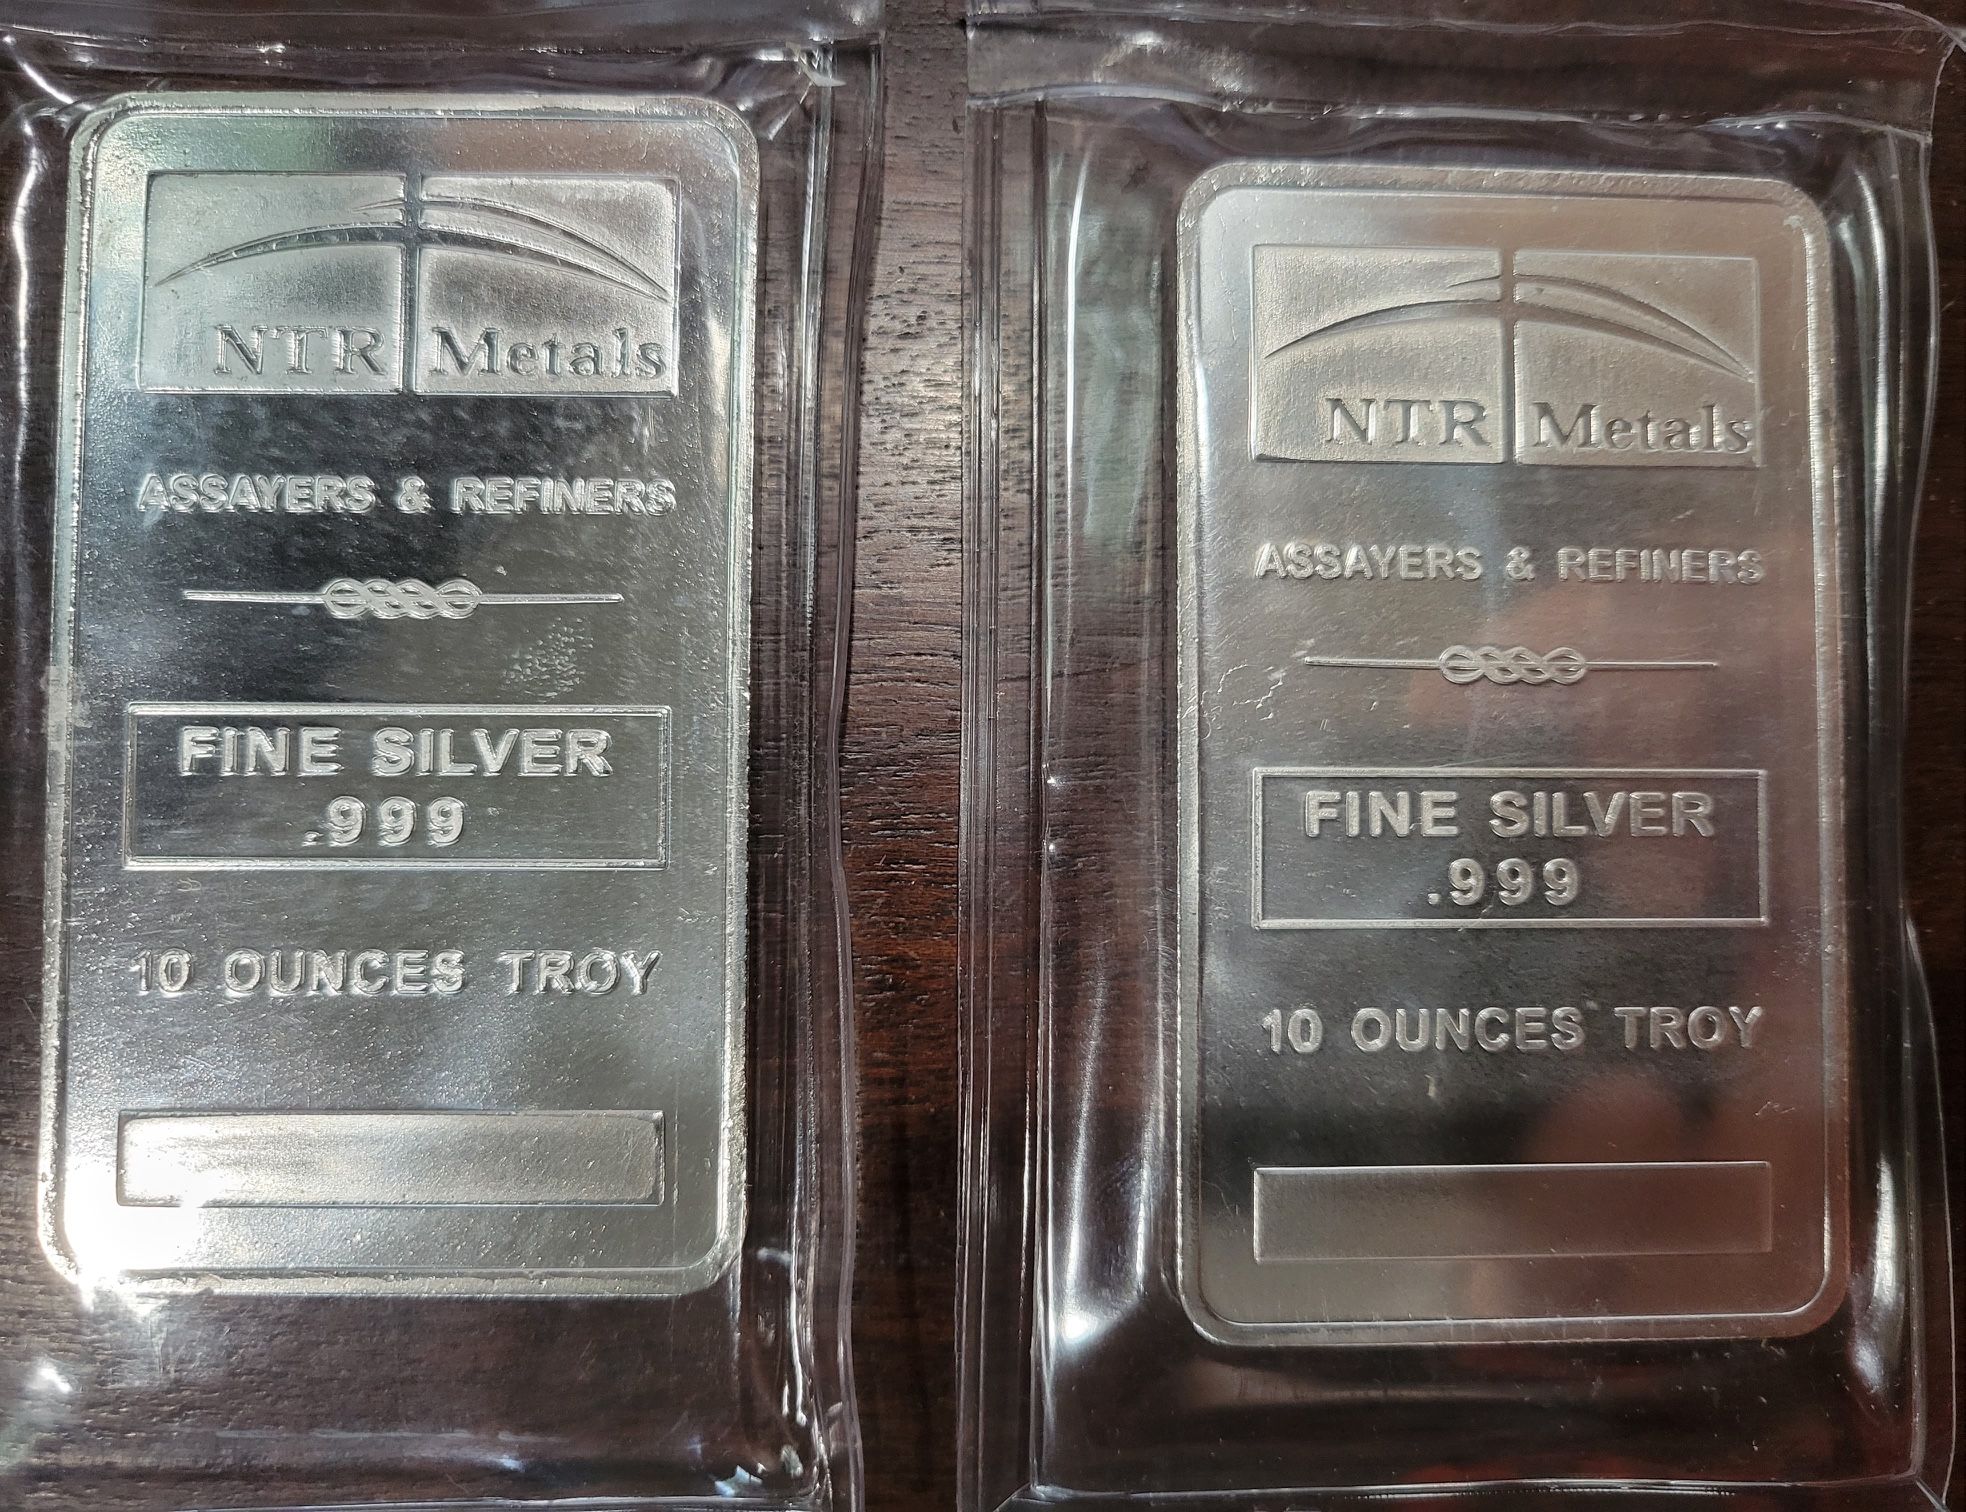 NTR Metals
ASSAYERS & REFINERS
FINE SILVER
.999
10 OUNCES TROY
NTR Metals
ASSAYERS & REFINERS
FINE SILVER
.999
10 OUNCES TROY